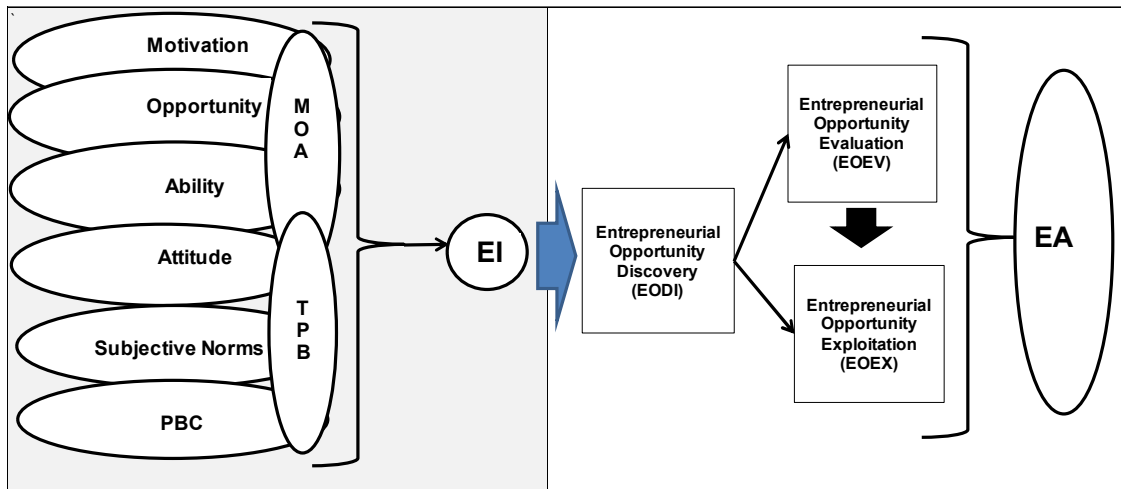 `
Motivation
Opportunity
Ability
Attitude
Subjective Norms
PBC
M
O
A
T
P
B
EI
Entrepreneurial
Opportunity
Discovery
(EODI)
Entrepreneurial
Opportunity
Evaluation
(EOEV)
Entrepreneurial
Opportunity
Exploitation
(EOEX)
EA